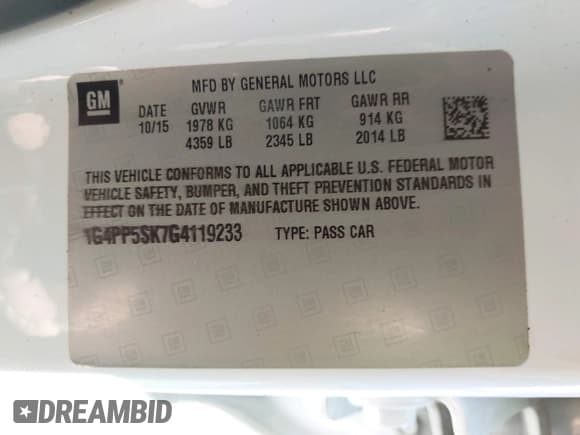 GM
MFD BY GENERAL MOTORS LLC
DATE GVWR GAWR FRT GAWR RR
10/15 1978 KG 1064 KG 914 KG
4359 LB 2345 LB 2014 LB
THIS VEHICLE CONFORMS TO ALL APPLICABLE U.S. FEDERAL MOTOR
VEHICLE SAFETY, BUMPER, AND THEFT PREVENTION STANDARDS IN
EFFECT ON THE DATE OF MANUFACTURE SHOWN ABOVE.
1G4PP5SK7G4119233 TYPE: PASS CAR
DREAMBID